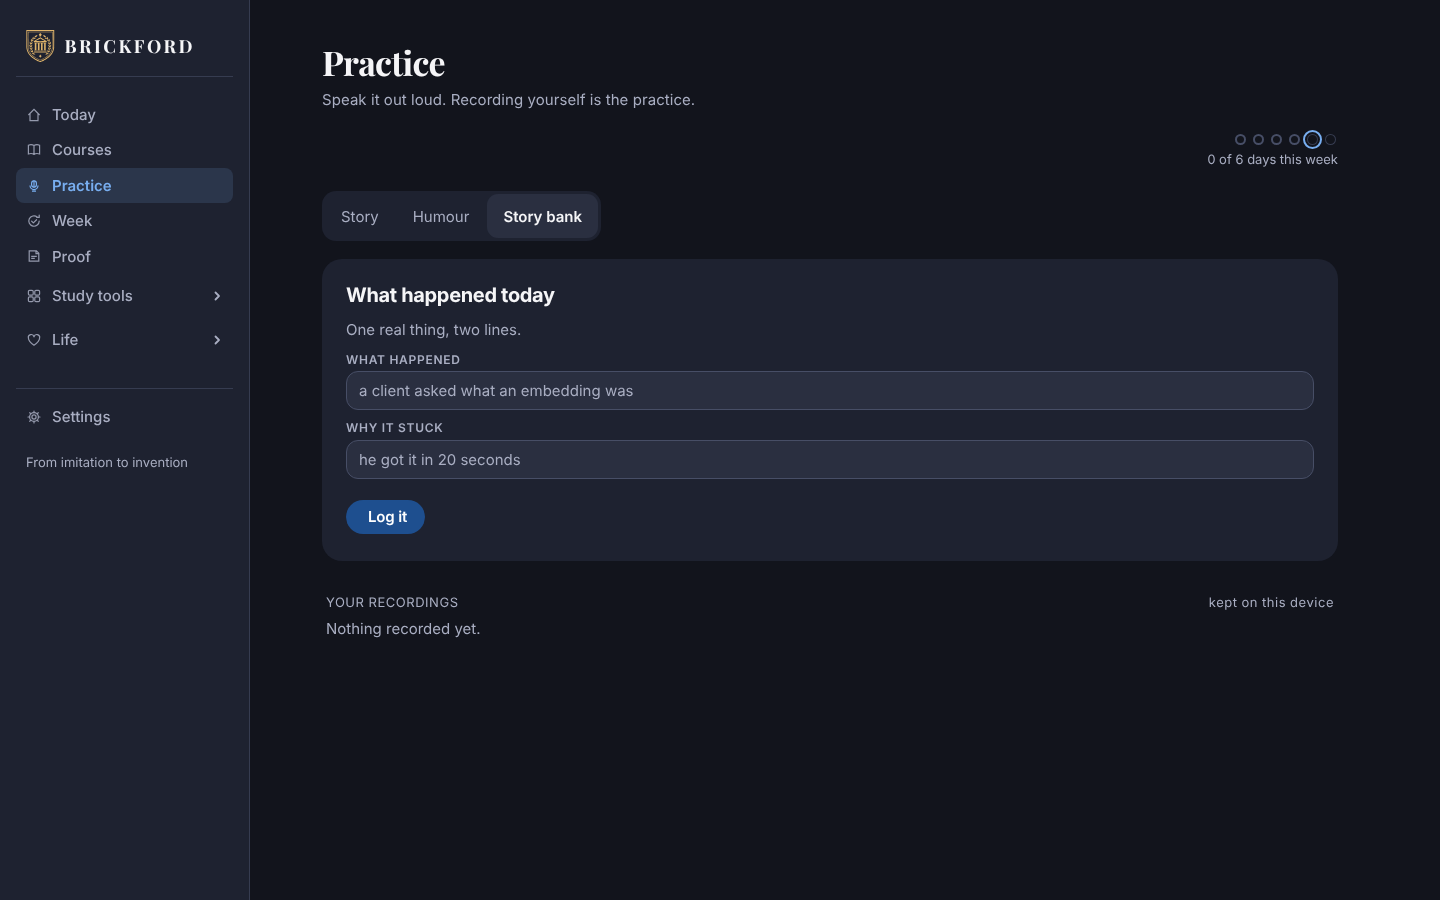 BRICKFORD
Today
Courses
Practice
Week
Proof
Study tools
Life
Settings
From imitation to invention
Practice
Speak it out loud. Recording yourself is the practice.
0 of 6 days this week
Story
Humour
Story bank
What happened today
One real thing, two lines.
WHAT HAPPENED
a client asked what an embedding was
WHY IT STUCK
he got it in 20 seconds
Log it
YOUR RECORDINGS
kept on this device
Nothing recorded yet.